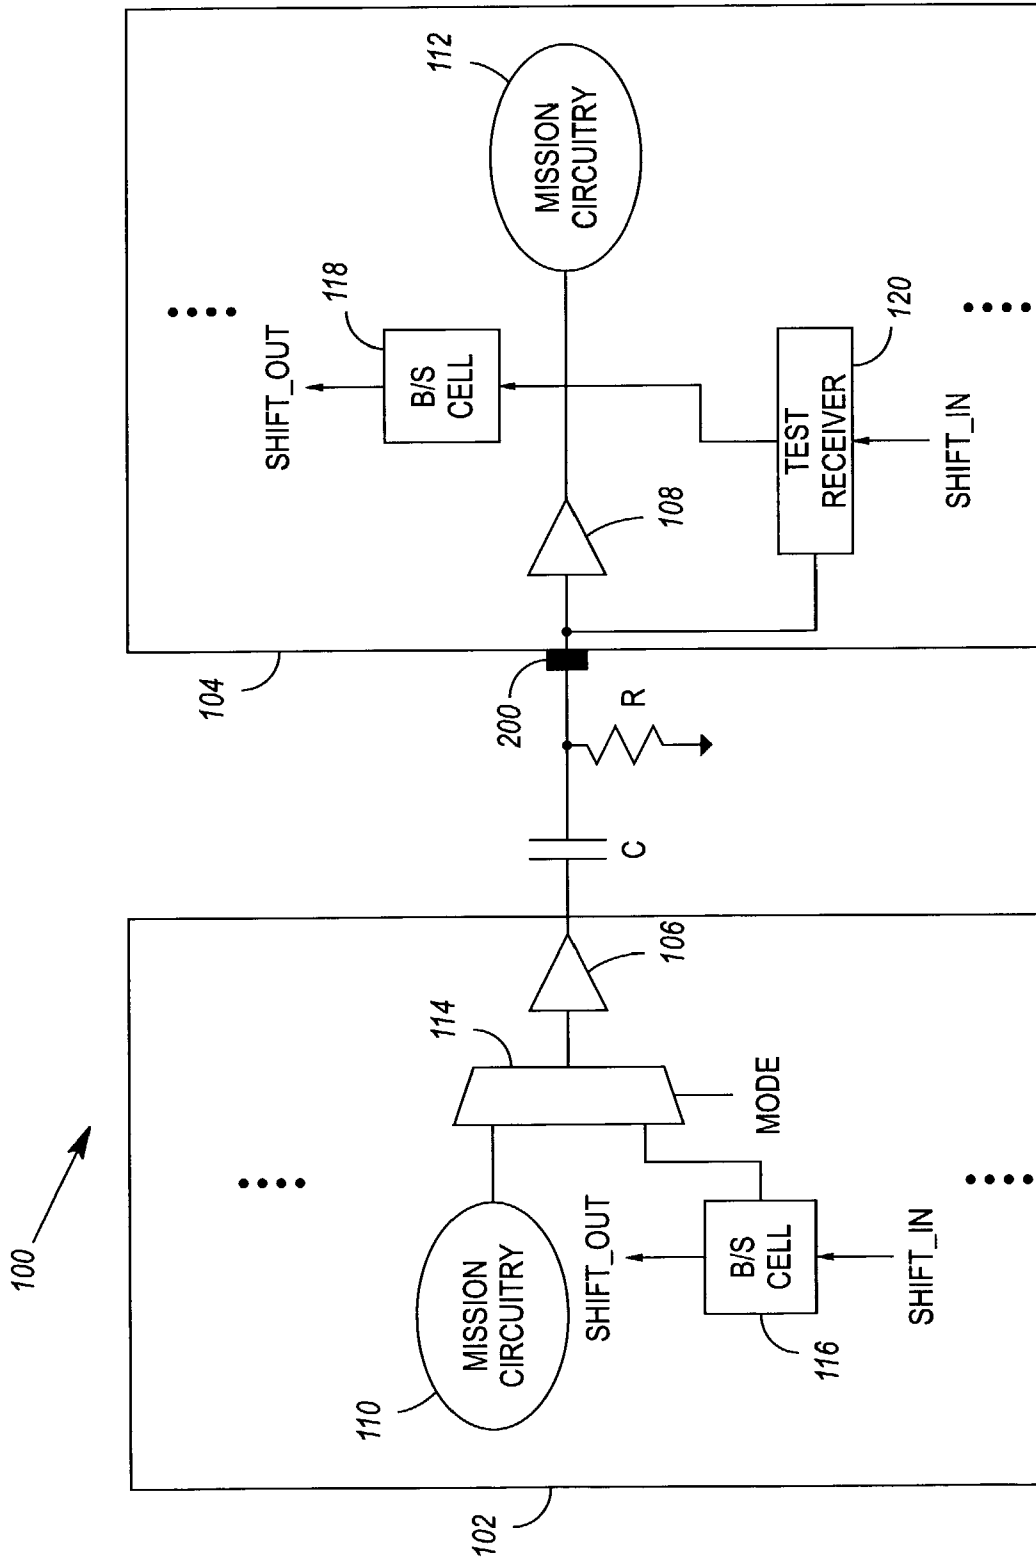 100
102
110
MISSION
CIRCUITRY
114
106
MODE
SHIFT_OUT
B/S
CELL
116
SHIFT_IN
C
R
200
104
108
SHIFT_OUT
118
B/S
CELL
112
MISSION
CIRCUITRY
TEST
RECEIVER
120
SHIFT_IN